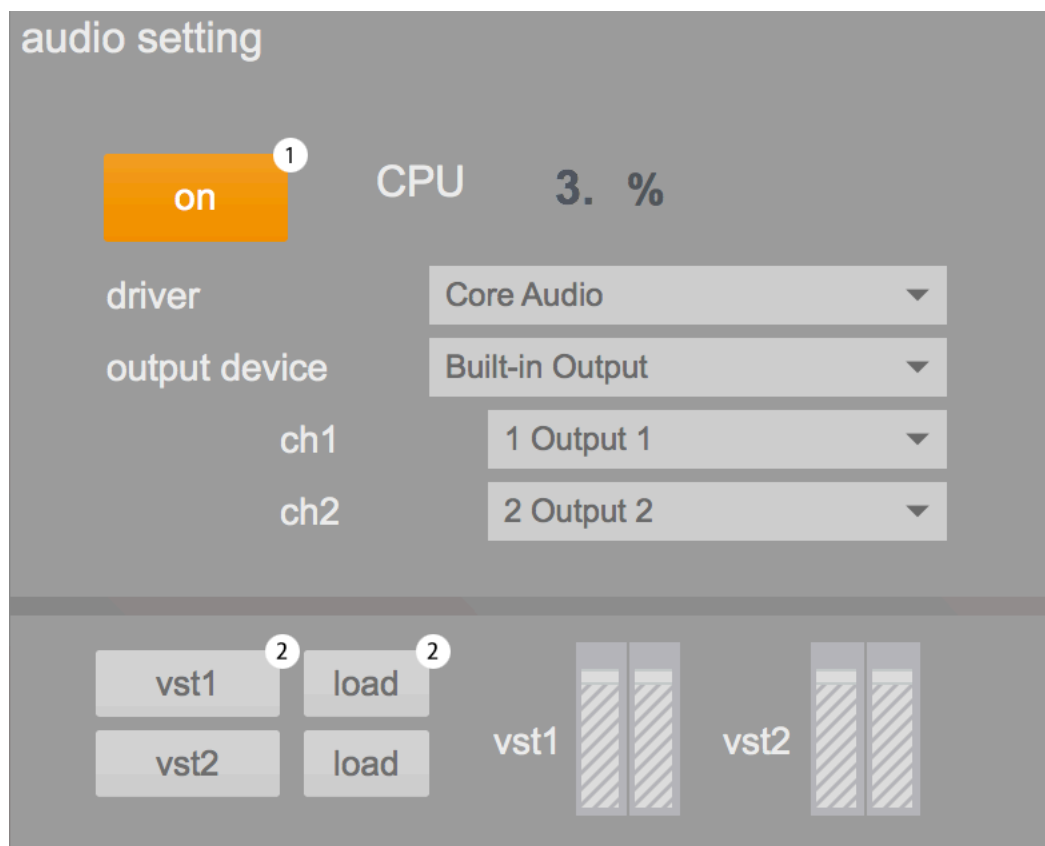 audio setting
1
on
CPU 3. %
driver Core Audio
output device Built-in Output
ch1 1 Output 1
ch2 2 Output 2
2 2
vst1 load
vst2 load
vst1 vst2